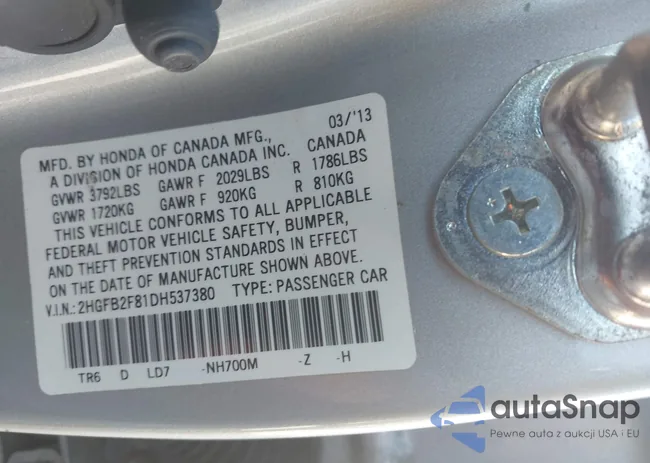 MFD. BY HONDA OF CANADA MFG., 03/'13
A DIVISION OF HONDA CANADA INC. CANADA
GVWR 3792LBS GAWR F 2029LBS R 1786LBS
GVWR 1720KG GAWR F 920KG R 810KG
THIS VEHICLE CONFORMS TO ALL APPLICABLE
FEDERAL MOTOR VEHICLE SAFETY, BUMPER,
AND THEFT PREVENTION STANDARDS IN EFFECT
ON THE DATE OF MANUFACTURE SHOWN ABOVE.
V.I.N.: 2HGFB2F81DH537380 TYPE: PASSENGER CAR
TR6 D LD7 -NH700M -Z -H
autaSnap
Pewne auta z aukcji USA i EU